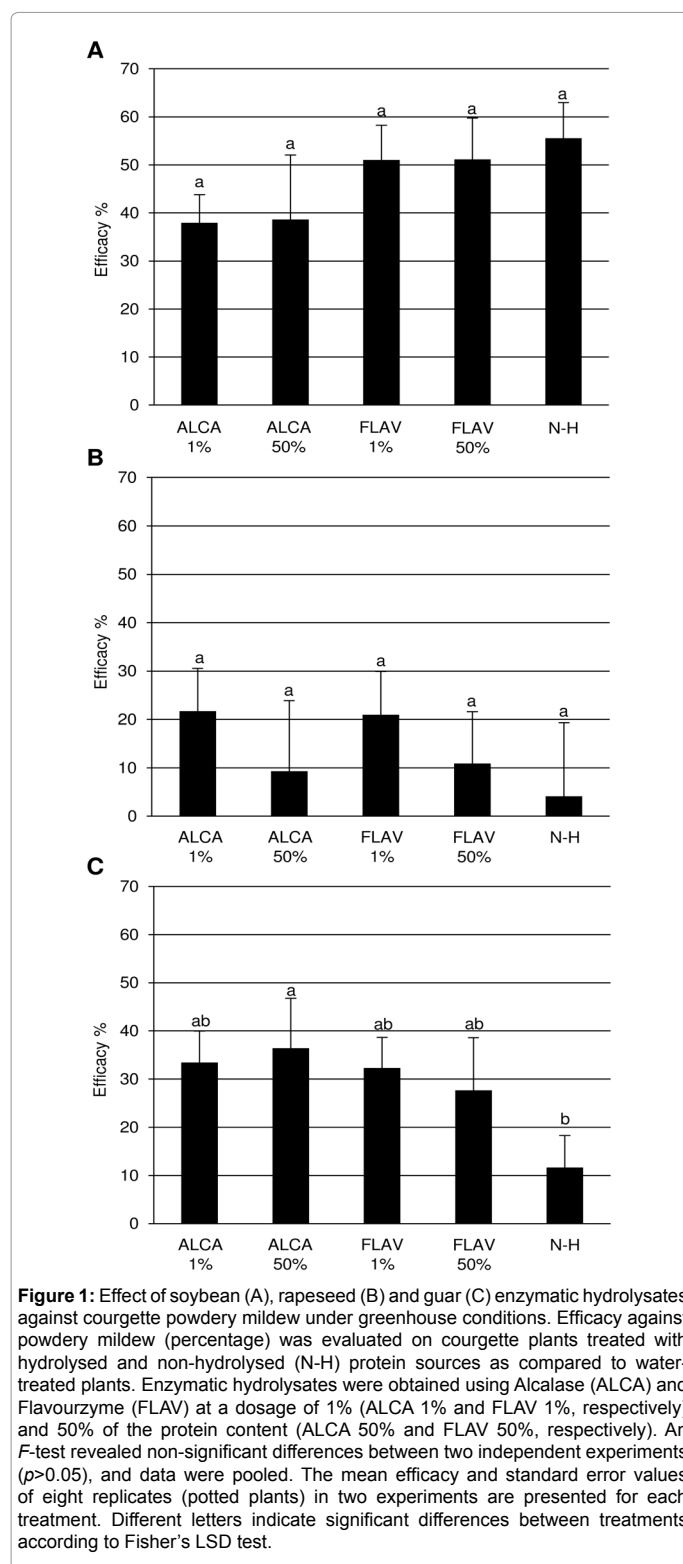 A
70
60
50
40
30
20
10
0
Efficacy %
a
a
a
a
a
ALCA 1%
ALCA 50%
FLAV 1%
FLAV 50%
N-H
B
70
60
50
40
30
20
10
0
Efficacy %
a
a
a
a
a
ALCA 1%
ALCA 50%
FLAV 1%
FLAV 50%
N-H
C
70
60
50
40
30
20
10
0
Efficacy %
ab
a
ab
ab
b
ALCA 1%
ALCA 50%
FLAV 1%
FLAV 50%
N-H
Figure 1: Effect of soybean (A), rapeseed (B) and guar (C) enzymatic hydrolysates
against courgette powdery mildew under greenhouse conditions. Efficacy against
powdery mildew (percentage) was evaluated on courgette plants treated with
hydrolysed and non-hydrolysed (N-H) protein sources as compared to water-
treated plants. Enzymatic hydrolysates were obtained using Alcalase (ALCA) and
Flavourzyme (FLAV) at a dosage of 1% (ALCA 1% and FLAV 1%, respectively)
and 50% of the protein content (ALCA 50% and FLAV 50%, respectively). An
F-test revealed non-significant differences between two independent experiments
(p>0.05), and data were pooled. The mean efficacy and standard error values
of eight replicates (potted plants) in two experiments are presented for each
treatment. Different letters indicate significant differences between treatments
according to Fisher's LSD test.